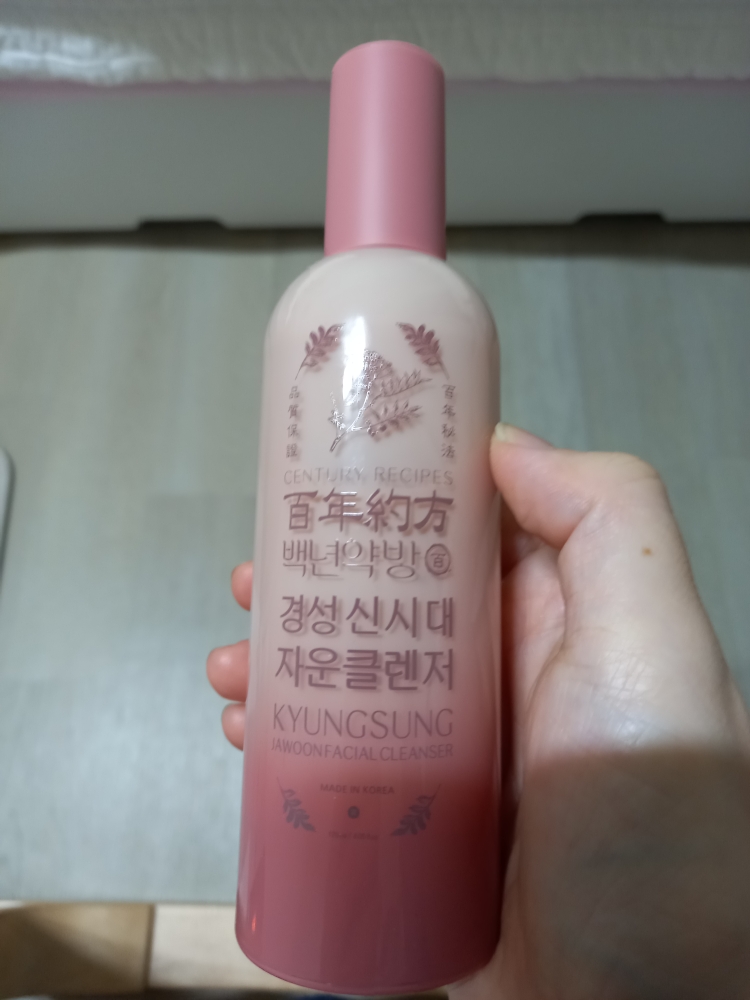 品質保證
百年秘法
CENTURY RECIPES
百年約方
백년약방 百
경성신시대
자운클렌저
KYUNGSUNG
JAWOON FACIAL CLEANSER
MADE IN KOREA